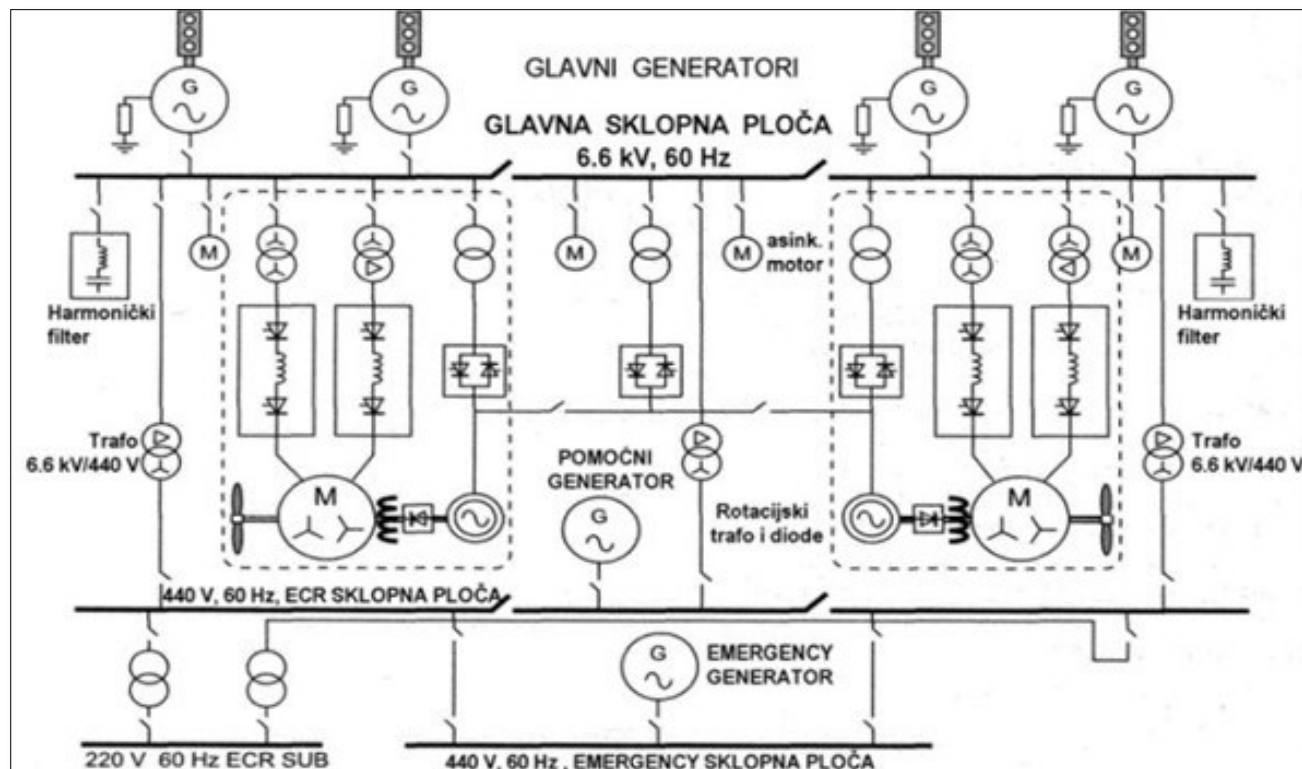 G
G
GLAVNI GENERATORI
G
G
GLAVNA SKLOPNA PLOČA
6.6 kV, 60 Hz
M
M
M
asink.
motor
M
Harmonički
filter
Harmonički
filter
Trafo
6.6 kV/440 V
POMOĆNI
GENERATOR
Trafo
6.6 kV/440 V
M
G
Rotacijski
trafo i diode
M
440 V, 60 Hz, ECR SKLOPNA PLOČA
G
EMERGENCY
GENERATOR
220 V 60 Hz ECR SUB
440 V, 60 Hz , EMERGENCY SKLOPNA PLOČA